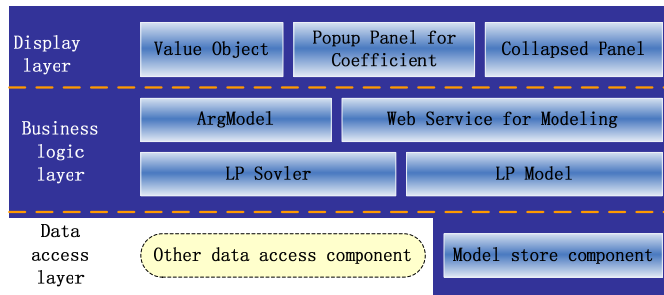 Display
layer
Value Object
Popup Panel for
Coefficient
Collapsed Panel
Business
logic
layer
ArgModel
Web Service for Modeling
LP Sovler
LP Model
Data
access
layer
Other data access component
Model store component